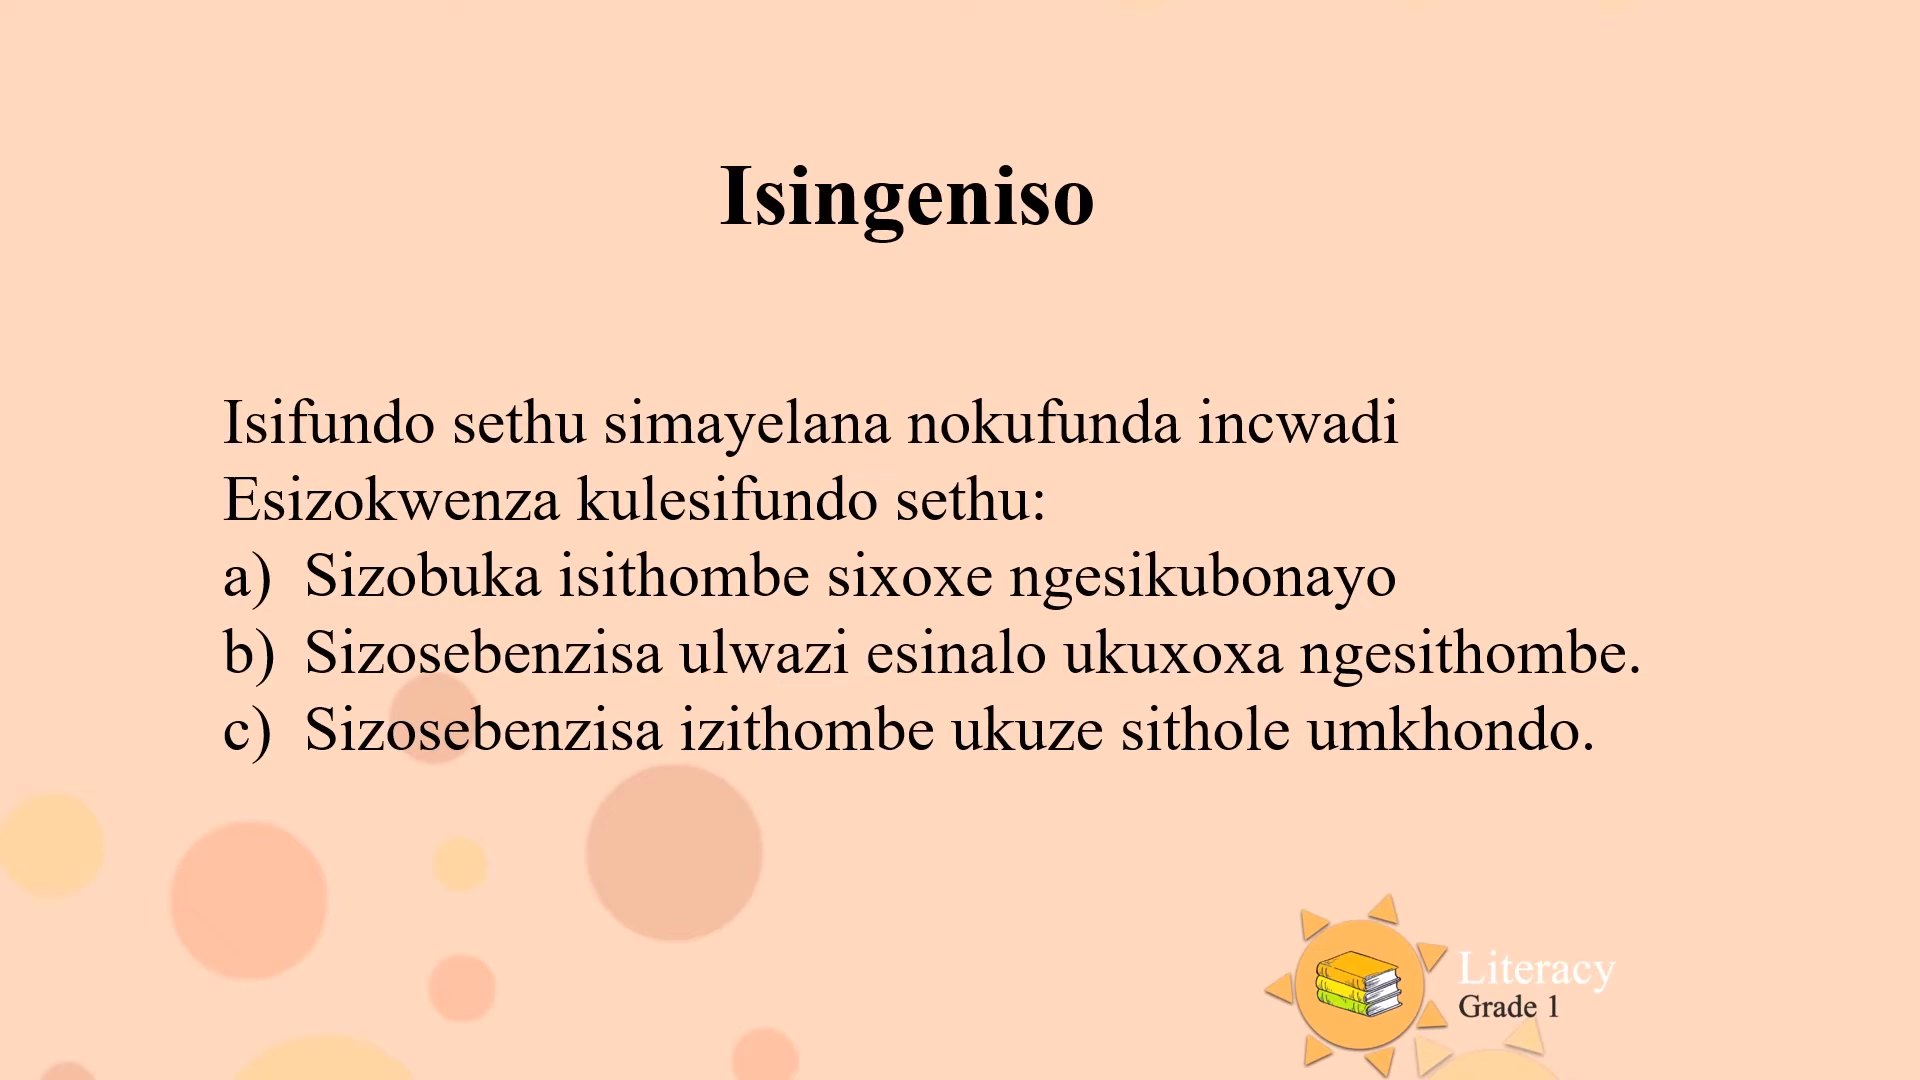 Isingeniso
Isifundo sethu simayelana nokufunda incwadi
Esizokwenza kulesifundo sethu:
a) Sizobuka isithombe sixoxe ngesikubonayo
b) Sizosebenzisa ulwazi esinalo ukuxoxa ngesithombe.
c) Sizosebenzisa izithombe ukuze sithole umkhondo.
Literacy
Grade 1